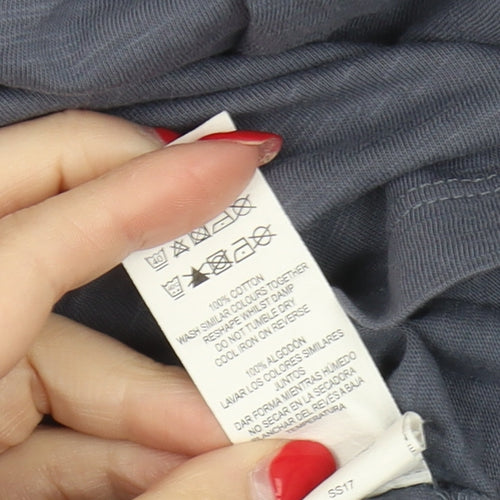 40
40
100% COTTON
WASH SIMILAR COLOURS TOGETHER
RESHAPE WHILST DAMP
DO NOT TUMBLE DRY
COOL IRON ON REVERSE
100% ALGODÓN
LAVAR LOS COLORES SIMILARES
JUNTOS
DAR FORMA MIENTRAS HÚMEDO
NO SECAR EN LA SECADORA
PLANCHAR DEL REVÉS A BAJA
TEMPERATURA
SS17